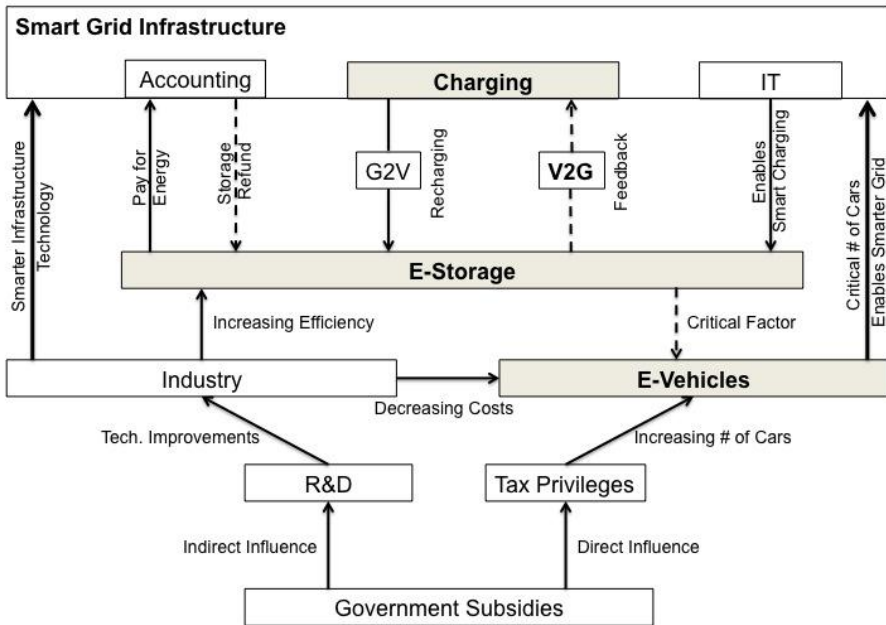 Smart Grid Infrastructure
Accounting
Charging
IT
Smarter Infrastructure
Technology
Pay for
Energy
Storage
Refund
G2V
Recharging
V2G
Feedback
Enables
Smart Charging
Critical # of Cars
Enables Smarter Grid
E-Storage
Increasing Efficiency
Critical Factor
Industry
Decreasing Costs
E-Vehicles
Tech. Improvements
Increasing # of Cars
R&D
Tax Privileges
Indirect Influence
Direct Influence
Government Subsidies